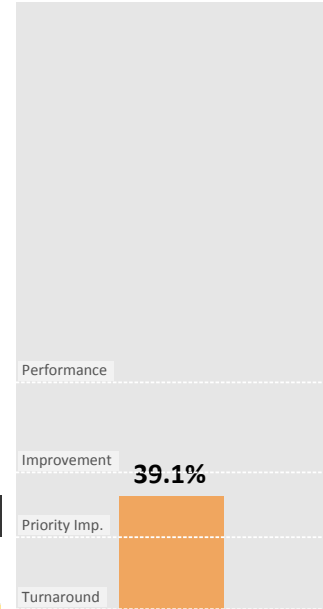 Performance
Improvement
39.1%
Priority Imp.
Turnaround